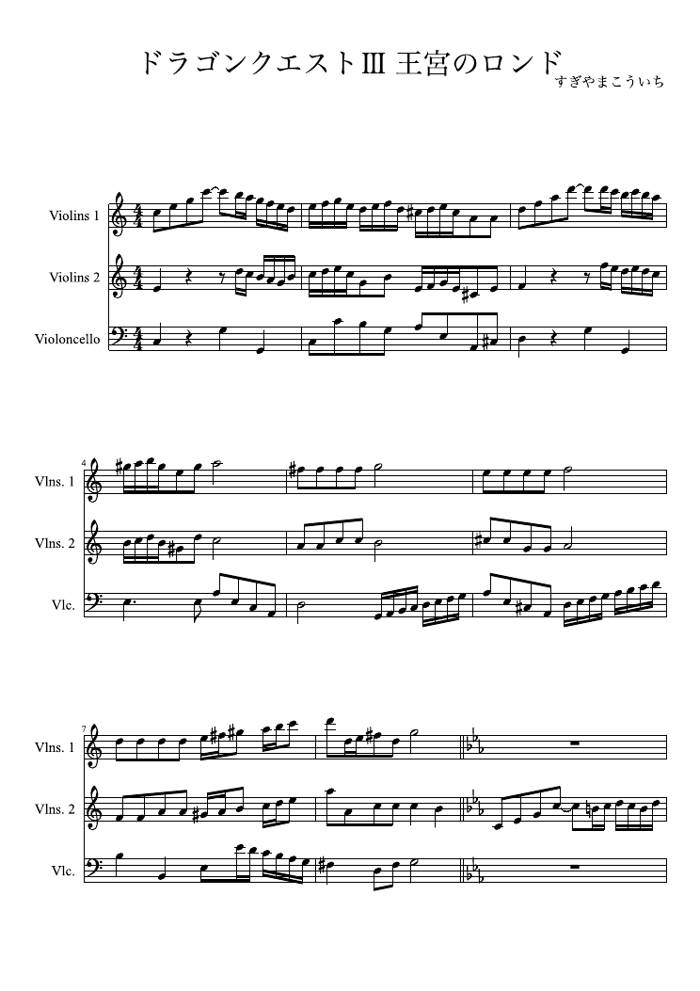 ドラゴンクエストⅢ 王宮のロンド
すぎやまこういち
Violins 1
Violins 2
Violoncello
4
Vlns. 1
Vlns. 2
Vlc.
7
Vlns. 1
Vlns. 2
Vlc.